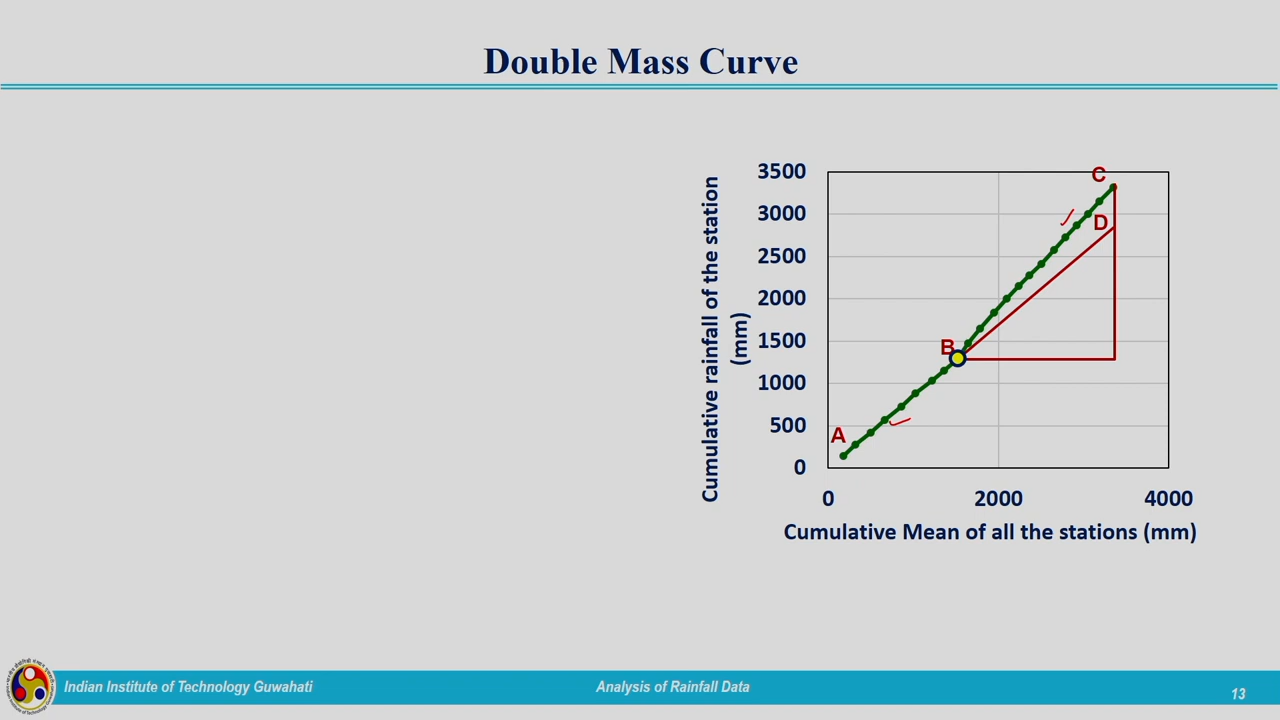 Double Mass Curve
Cumulative rainfall of the station
(mm)
3500
3000
2500
2000
1500
1000
500
0
C
D
B
A
0 2000 4000
Cumulative Mean of all the stations (mm)
Indian Institute of Technology Guwahati Analysis of Rainfall Data 13